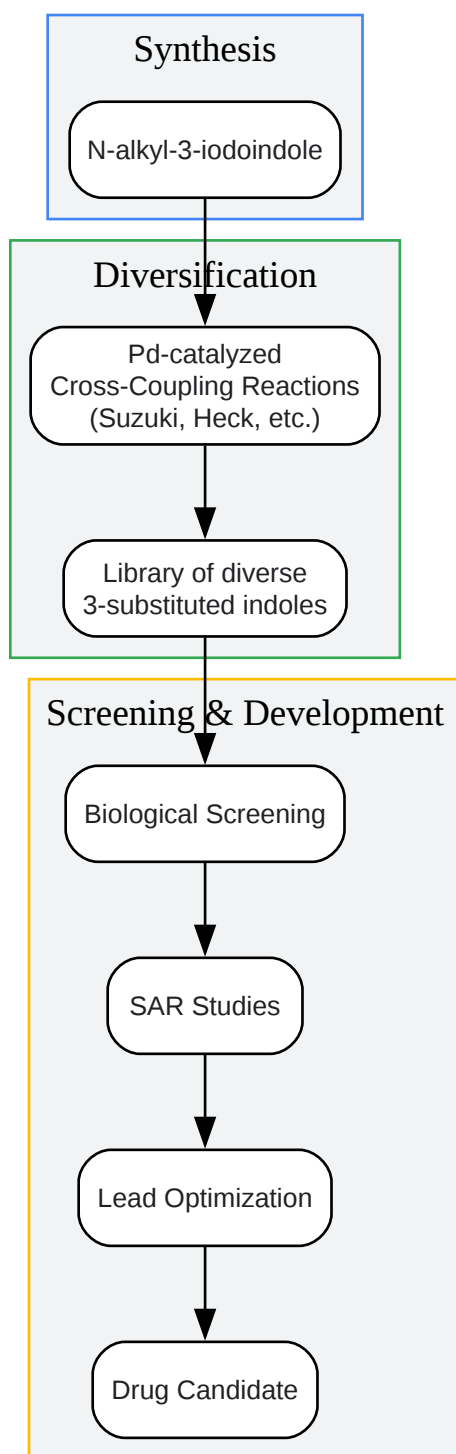 Synthesis
N-alkyl-3-iodoindole
Diversification
Pd-catalyzed
Cross-Coupling Reactions
(Suzuki, Heck, etc.)
Library of diverse
3-substituted indoles
Screening & Development
Biological Screening
SAR Studies
Lead Optimization
Drug Candidate